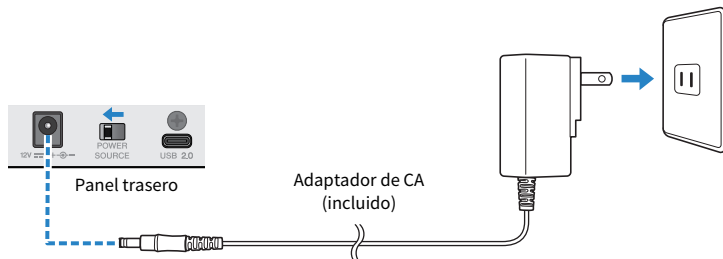 POWER
SOURCE
12V
USB 2.0
Panel trasero
Adaptador de CA
(incluido)